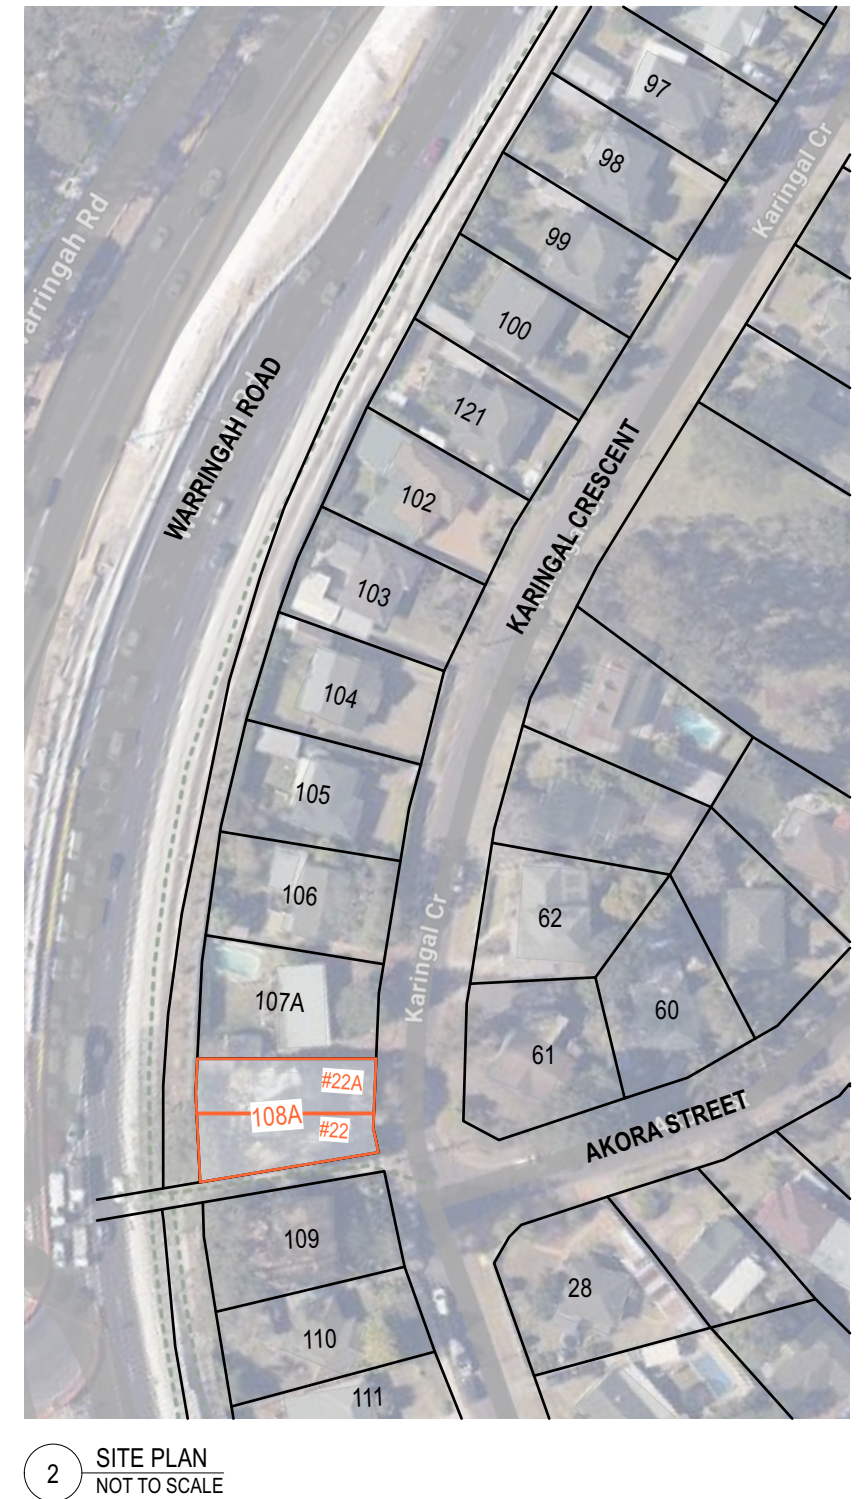 97
Karingal Cr
98
99
arringah Rd
100
WARRINGAH ROAD
121
KARINGAL CRESCENT
102
103
104
105
106
62
Karingal Cr
107A
60
61
#22A
108A
#22
AKORA STREET
109
28
110
111
2
SITE PLAN
NOT TO SCALE